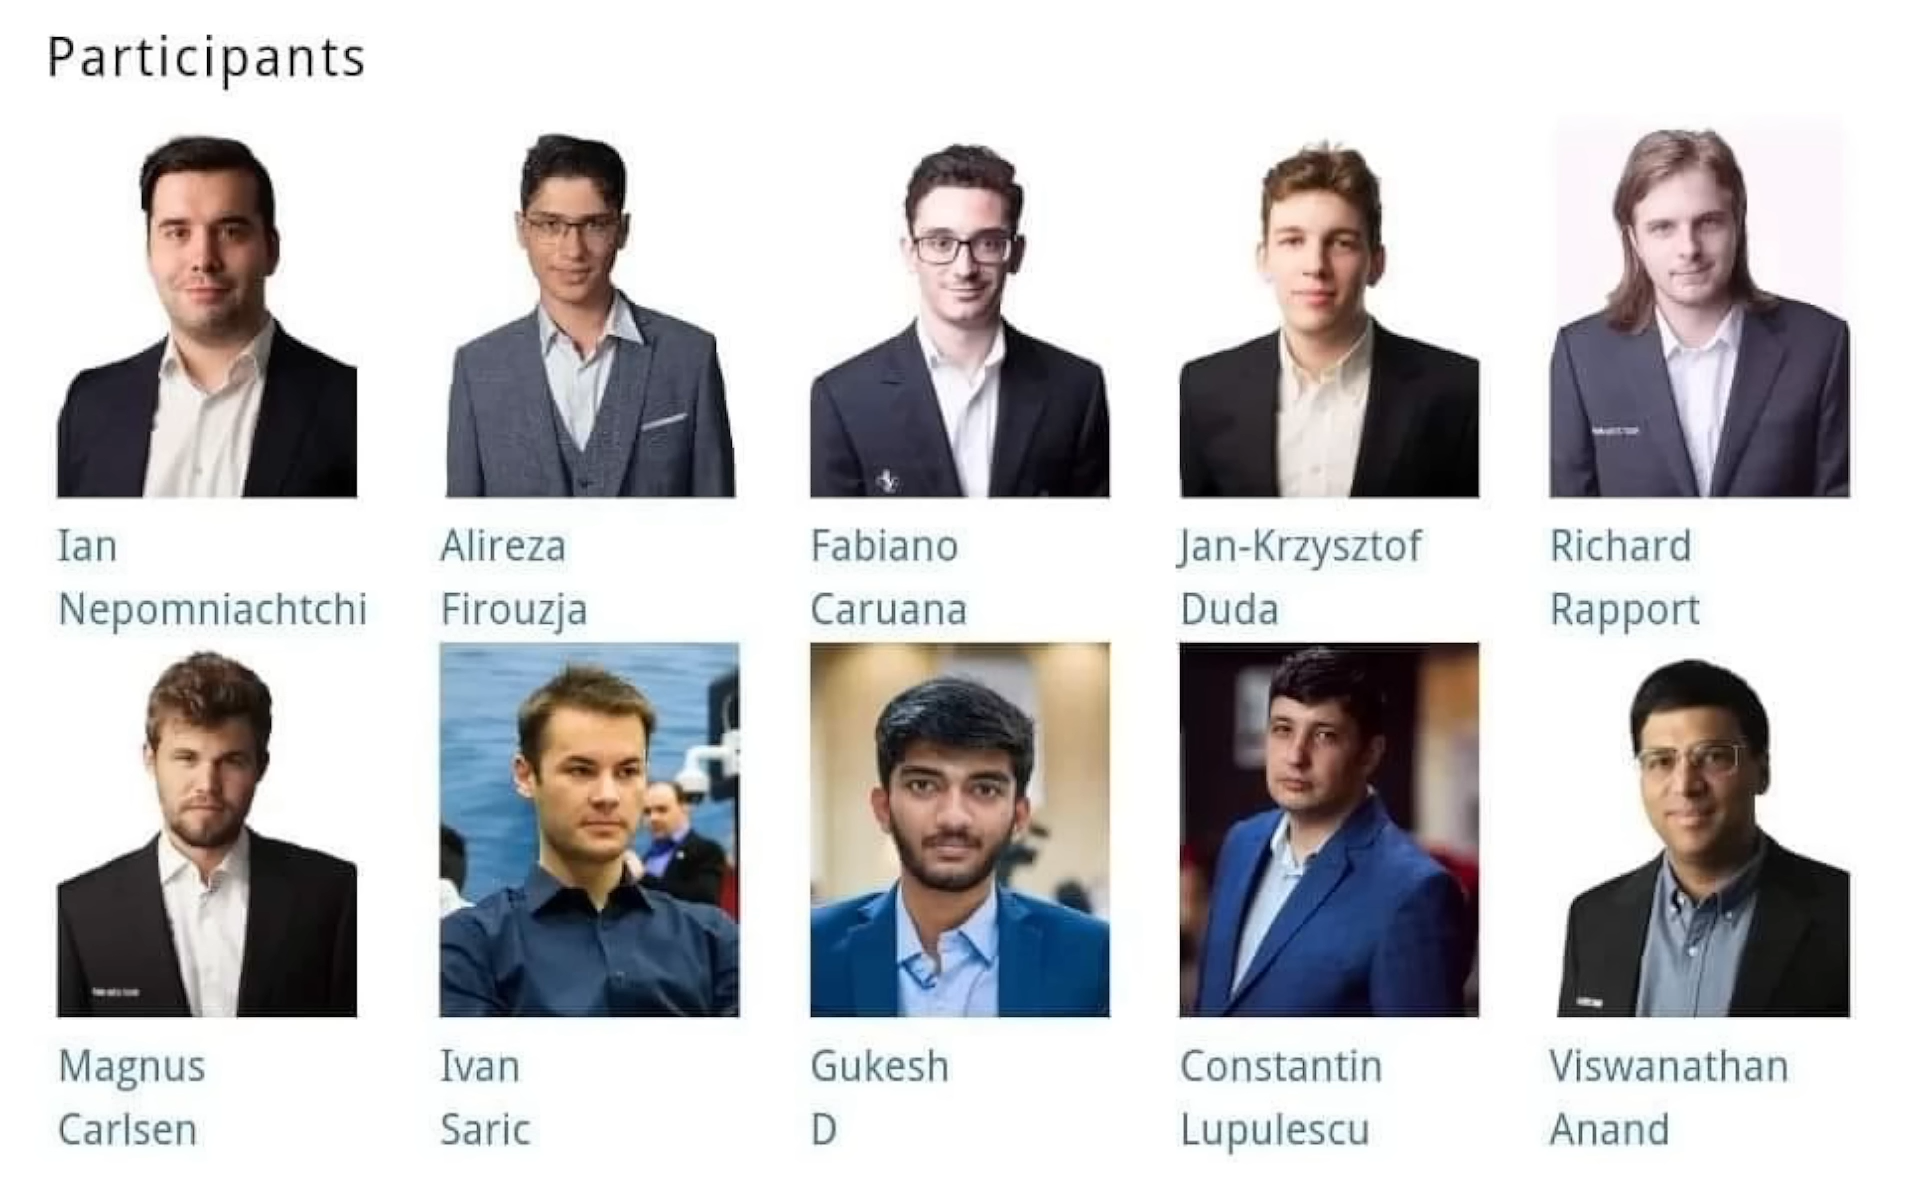 Participants
Ian
Nepomniachtchi
Alireza
Firouzja
Fabiano
Caruana
Jan-Krzysztof
Duda
Richard
Rapport
Magnus
Carlsen
Ivan
Saric
Gukesh
D
Constantin
Lupulescu
Viswanathan
Anand